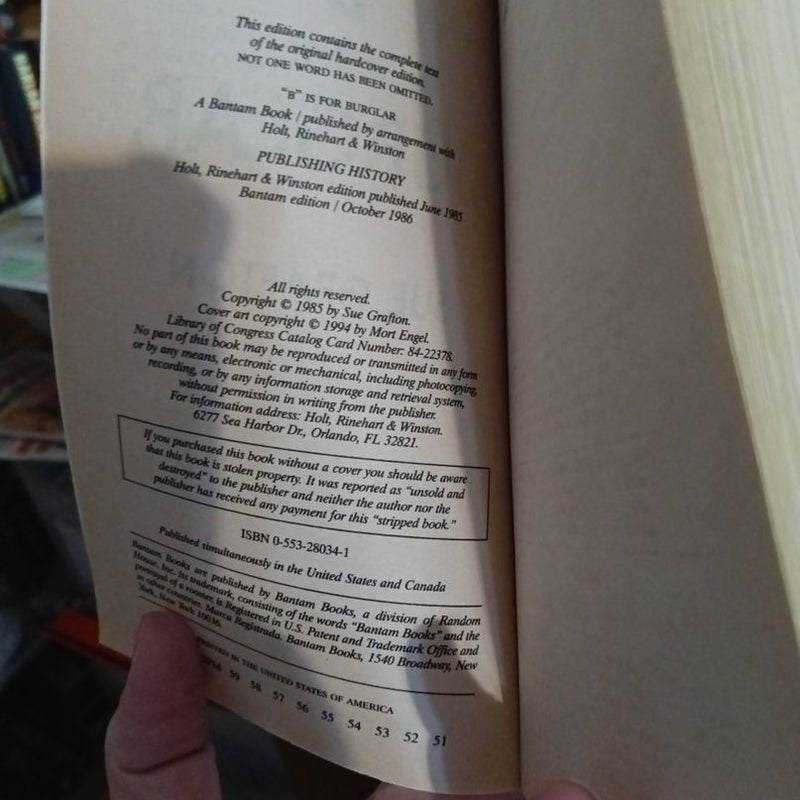 This edition contains the complete text
of the original hardcover edition.
NOT ONE WORD HAS BEEN OMITTED.
"B" IS FOR BURGLAR
A Bantam Book / published by arrangement with
Holt, Rinehart & Winston
PUBLISHING HISTORY
Holt, Rinehart & Winston edition published June 1985
Bantam edition / October 1986
All rights reserved.
Copyright © 1985 by Sue Grafton.
Cover art copyright © 1994 by Mort Engel.
Library of Congress Catalog Card Number: 84-22378.
No part of this book may be reproduced or transmitted in any form
or by any means, electronic or mechanical, including photocopying,
recording, or by any information storage and retrieval system,
without permission in writing from the publisher.
For information address: Holt, Rinehart & Winston.
6277 Sea Harbor Dr., Orlando, FL 32821.
If you purchased this book without a cover you should be aware
that this book is stolen property. It was reported as "unsold and
destroyed" to the publisher and neither the author nor the
publisher has received any payment for this "stripped book."
ISBN 0-553-28034-1
Published simultaneously in the United States and Canada
Bantam Books are published by Bantam Books, a division of Random
House, Inc. Its trademark, consisting of the words "Bantam Books" and the
portrayal of a rooster, is Registered in U.S. Patent and Trademark Office and
in other countries. Marca Registrada. Bantam Books, 1540 Broadway, New
York, New York 10036.
PRINTED IN THE UNITED STATES OF AMERICA
59 58 57 56 55 54 53 52 51